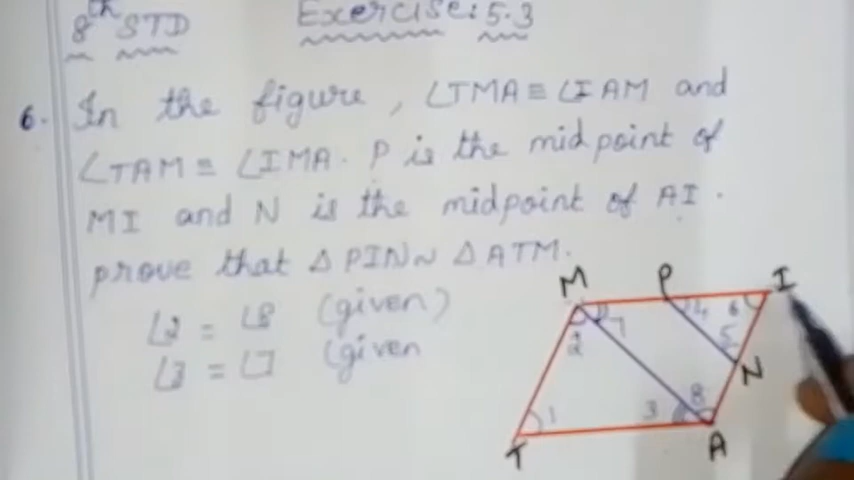 8th STD Exercise: 5.3
6. In the figure, ∠TMA ≡ ∠IAM and
∠TAM = ∠IMA. P is the midpoint of
MI and N is the midpoint of AI.
prove that Δ PIN ~ Δ ATM.
∠2 = ∠8 (given)
∠3 = ∠7 (given
M P I
2 7 4 6
5
N
1 3 8
T A